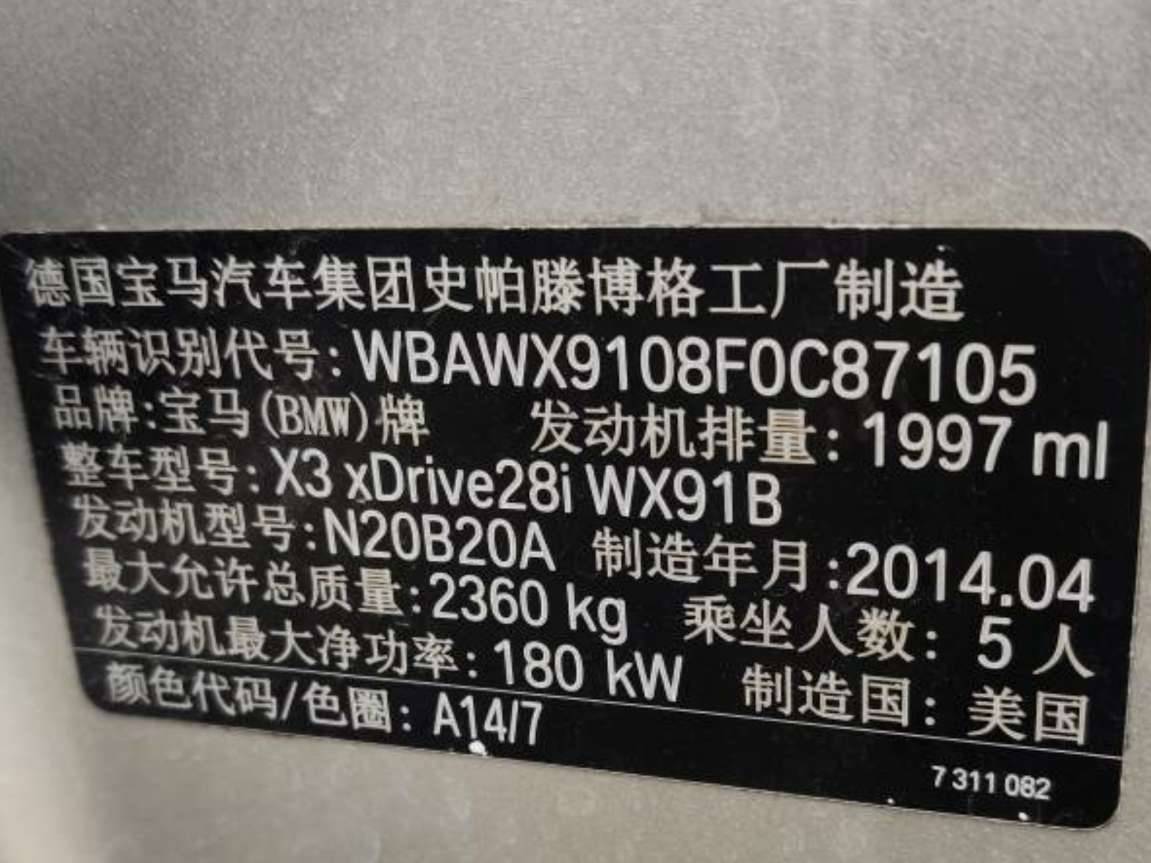 德国宝马汽车集团史帕滕博格工厂制造
车辆识别代号:WBAWX9108F0C87105
品牌:宝马(BMW)牌 发动机排量:1997 ml
整车型号:X3 xDrive28i WX91B
发动机型号:N20B20A 制造年月:2014.04
最大允许总质量:2360 kg 乘坐人数: 5 人
发动机最大净功率:180 kW 制造国: 美国
颜色代码/色圈: A14/7
7 311 082